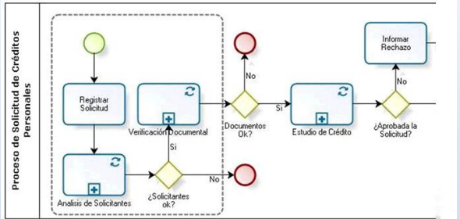 Proceso de Solicitud de Créditos
Personales
Registrar
Solicitud
Analisis de Solicitantes
¿Solicitantes
ok?
Si
No
Verificación Documental
No
Documentos
Ok?
Si
Estudio de Crédito
¿Aprobada la
Solicitud?
No
Informar
Rechazo